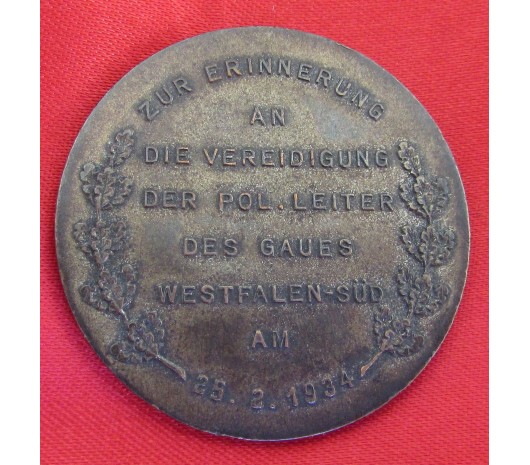 ZUR ERINNERUNG
AN
DIE VEREIDIGUNG
DER POL. LEITER
DES GAUES
WESTFALEN-SÜD
AM
25. 2. 1934